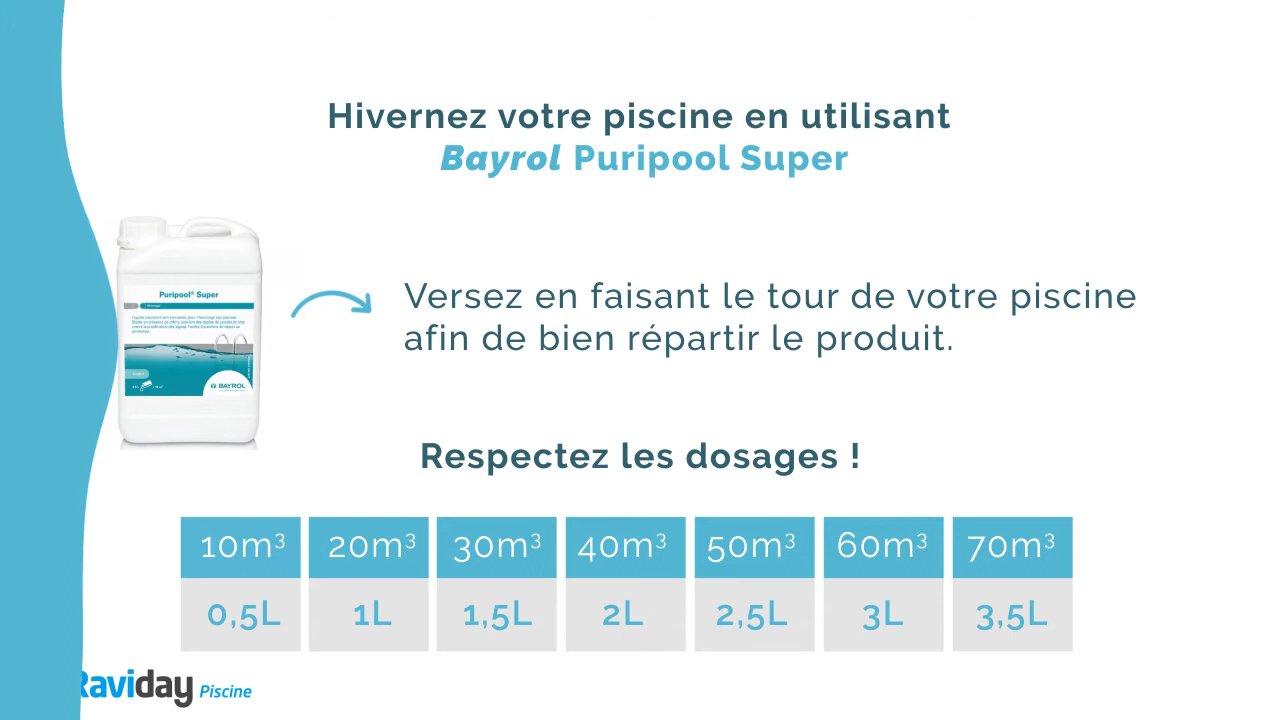 Hivernez votre piscine en utilisant
Bayrol Puripool Super
Puripool® Super
BAYROL
Versez en faisant le tour de votre piscine
afin de bien répartir le produit.
Respectez les dosages !
10m³ 20m³ 30m³ 40m³ 50m³ 60m³ 70m³
0,5L 1L 1,5L 2L 2,5L 3L 3,5L
Raviday Piscine